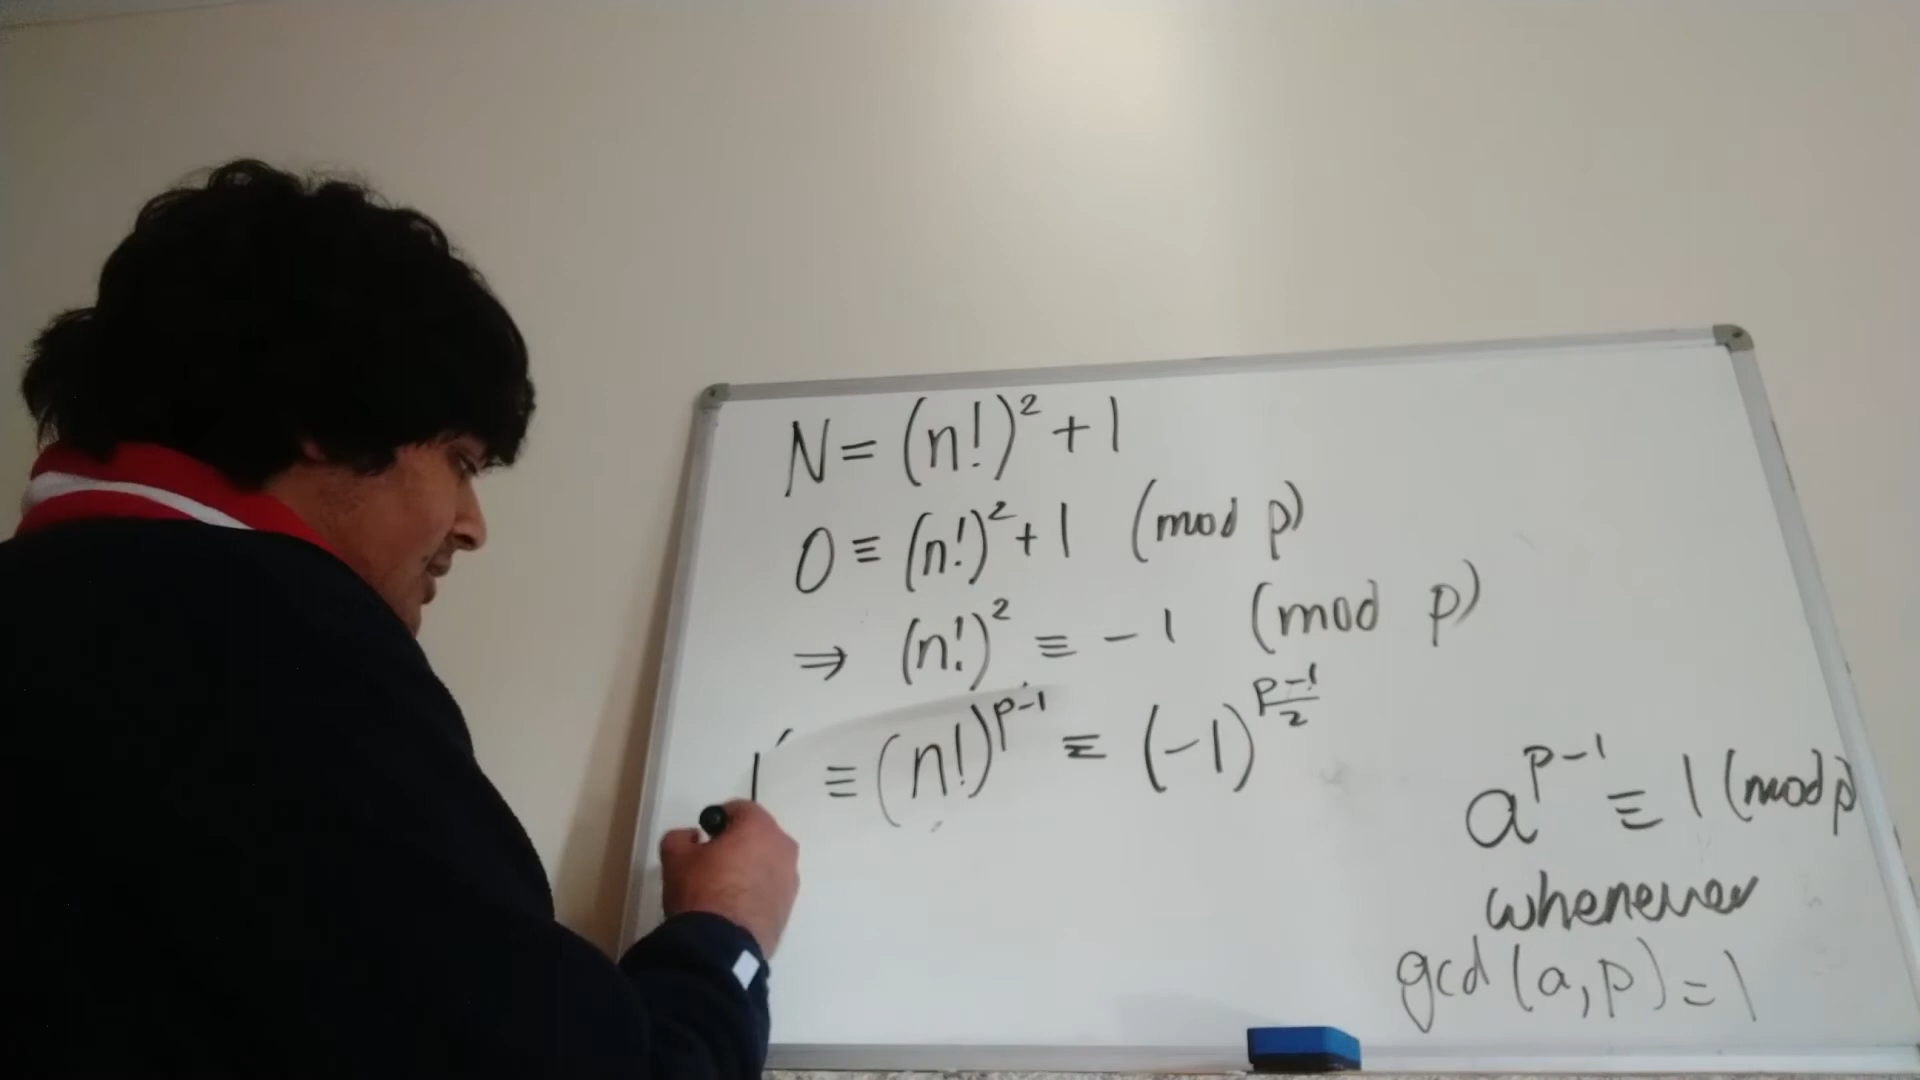 N = (n!)² + 1
0 ≡ (n!)² + 1 (mod p)
⇒ (n!)² ≡ -1 (mod p)
1 ≡ (n!)^{p-1} ≡ (-1)^{\frac{p-1}{2}}
a^{p-1} ≡ 1 (mod p)
whenever
gcd (a, p) = 1